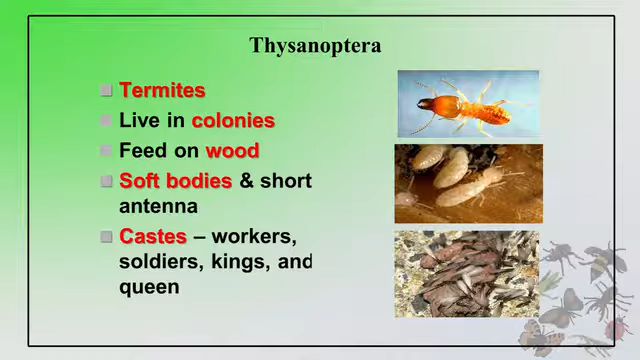 Thysanoptera
Termites
Live in colonies
Feed on wood
Soft bodies & short
antenna
Castes – workers,
soldiers, kings, and
queen